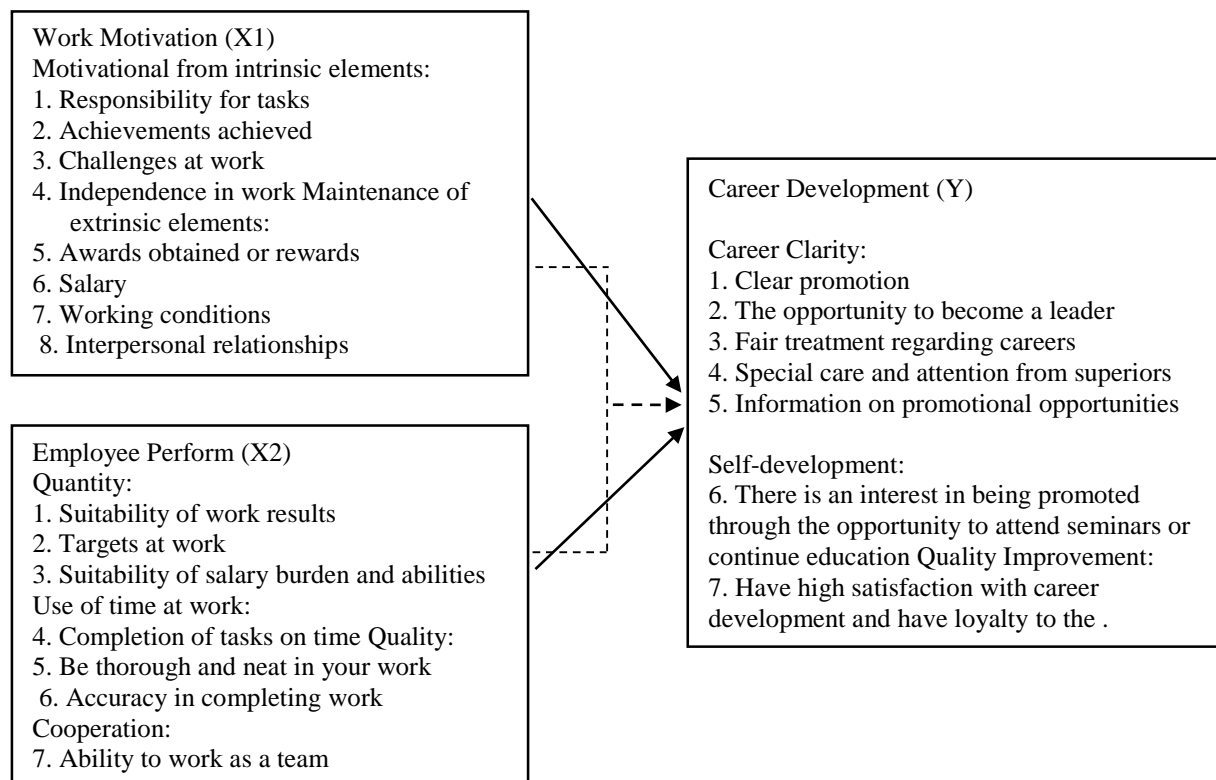 Work Motivation (X1)
Motivational from intrinsic elements:
1. Responsibility for tasks
2. Achievements achieved
3. Challenges at work
4. Independence in work Maintenance of
extrinsic elements:
5. Awards obtained or rewards
6. Salary
7. Working conditions
8. Interpersonal relationships
Employee Perform (X2)
Quantity:
1. Suitability of work results
2. Targets at work
3. Suitability of salary burden and abilities
Use of time at work:
4. Completion of tasks on time Quality:
5. Be thorough and neat in your work
6. Accuracy in completing work
Cooperation:
7. Ability to work as a team
Career Development (Y)
Career Clarity:
1. Clear promotion
2. The opportunity to become a leader
3. Fair treatment regarding careers
4. Special care and attention from superiors
5. Information on promotional opportunities
Self-development:
6. There is an interest in being promoted
through the opportunity to attend seminars or
continue education Quality Improvement:
7. Have high satisfaction with career
development and have loyalty to the .